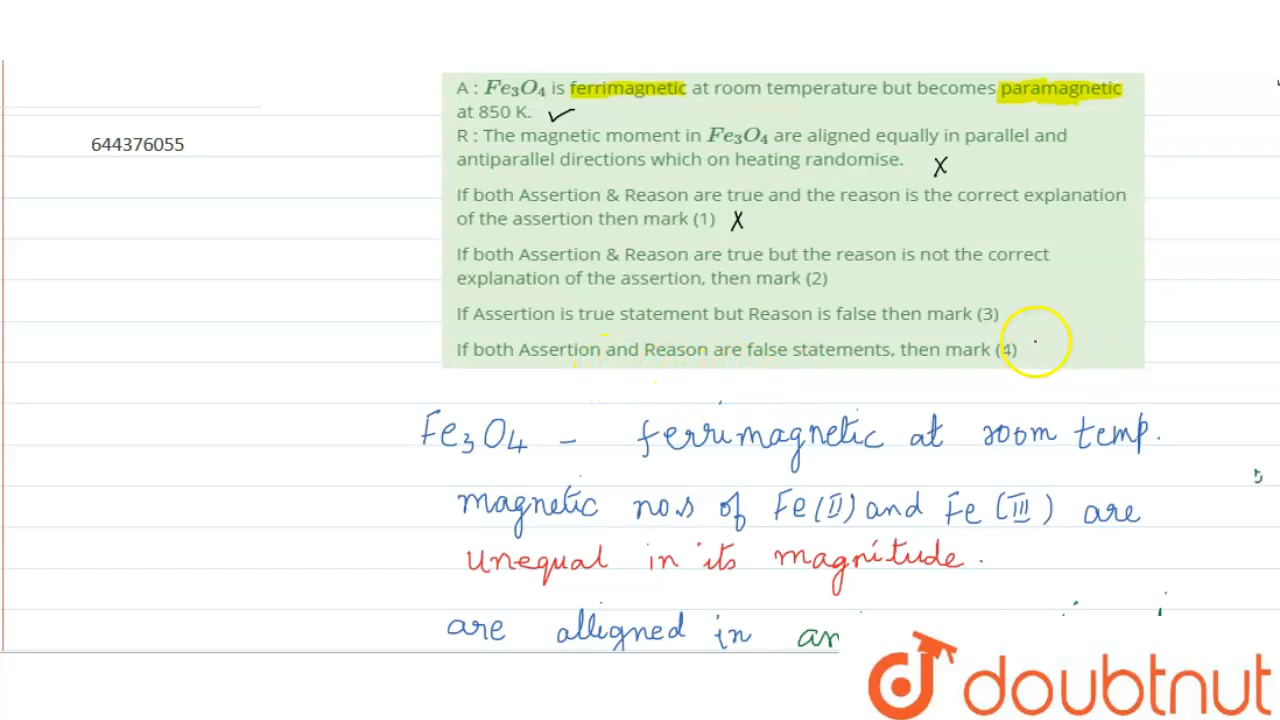 A : Fe₃O₄ is ferrimagnetic at room temperature but becomes paramagnetic
at 850 K.
R : The magnetic moment in Fe₃O₄ are aligned equally in parallel and
antiparallel directions which on heating randomise. X
644376055
If both Assertion & Reason are true and the reason is the correct explanation
of the assertion then mark (1) X
If both Assertion & Reason are true but the reason is not the correct
explanation of the assertion, then mark (2)
If Assertion is true statement but Reason is false then mark (3)
If both Assertion and Reason are false statements, then mark (4)
Fe₃O₄ - ferrimagnetic at room temp.
magnetic no.s of Fe(II) and Fe(III) are
unequal in its magnitude.
are alligned in
doubtnut